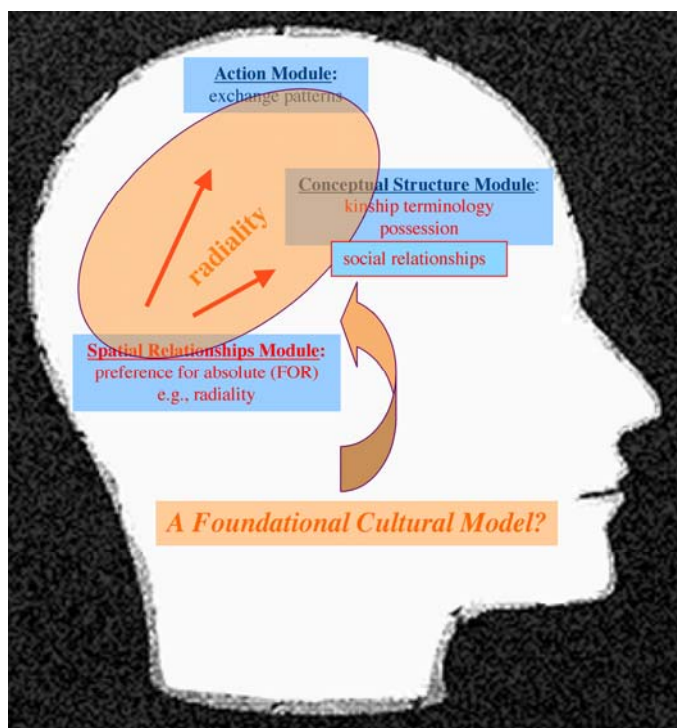 Action Module:
exchange patterns
radiality
Conceptual Structure Module:
kinship terminology
possession
social relationships
Spatial Relationships Module:
preference for absolute (FOR)
e.g., radiality
A Foundational Cultural Model?